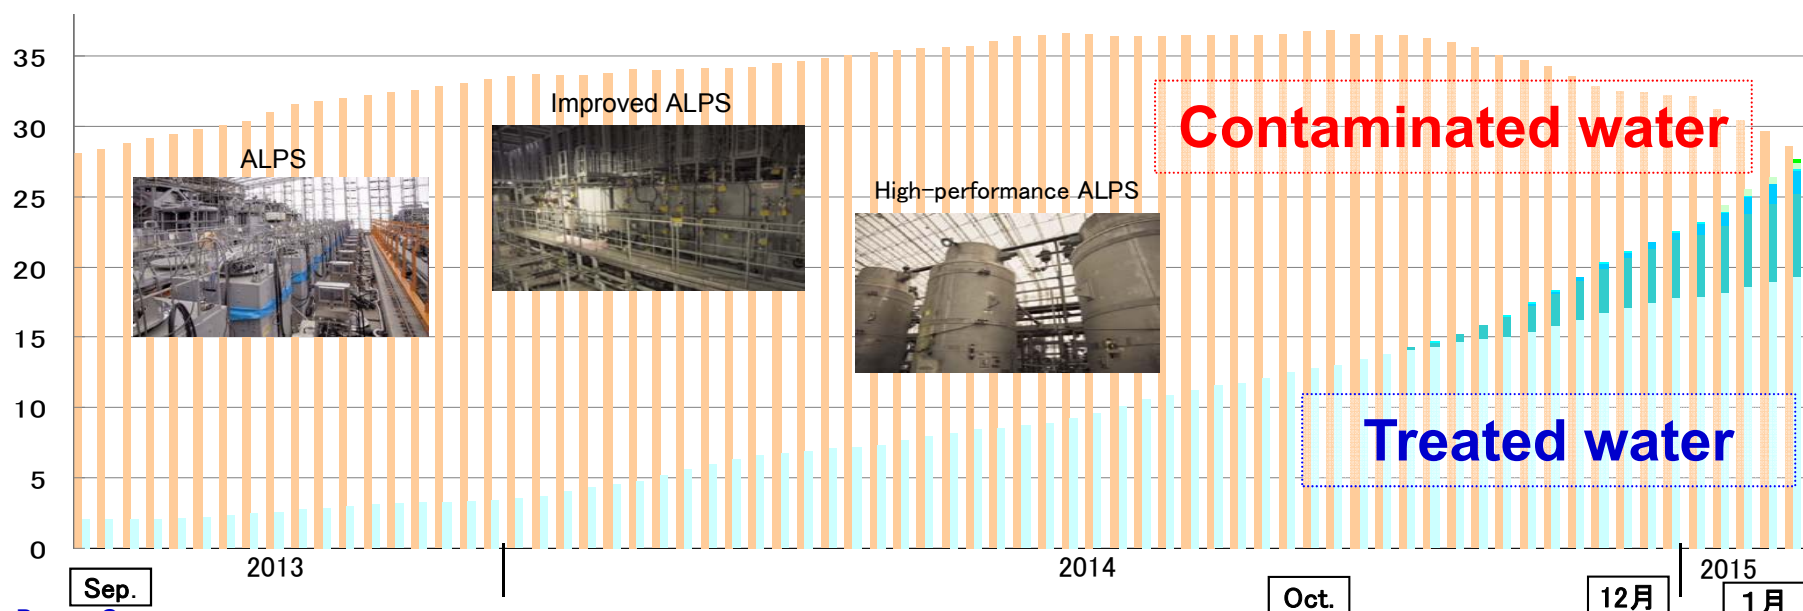 35
30
25
20
15
10
5
0
ALPS
Improved ALPS
High-performance ALPS
Contaminated water
Treated water
2013
2014
2015
Sep.
Oct.
12月
1月